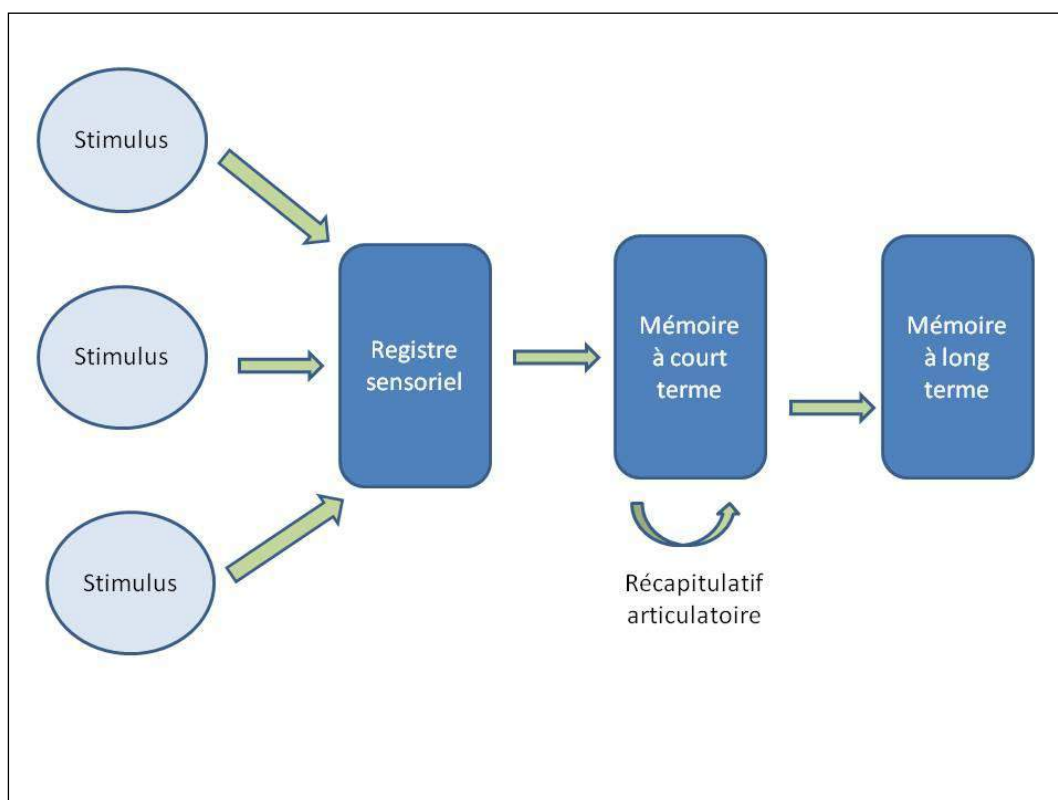 Stimulus
Stimulus
Stimulus
Registre
sensoriel
Mémoire
à court
terme
Mémoire
à long
terme
Récapitulatif
articulatoire